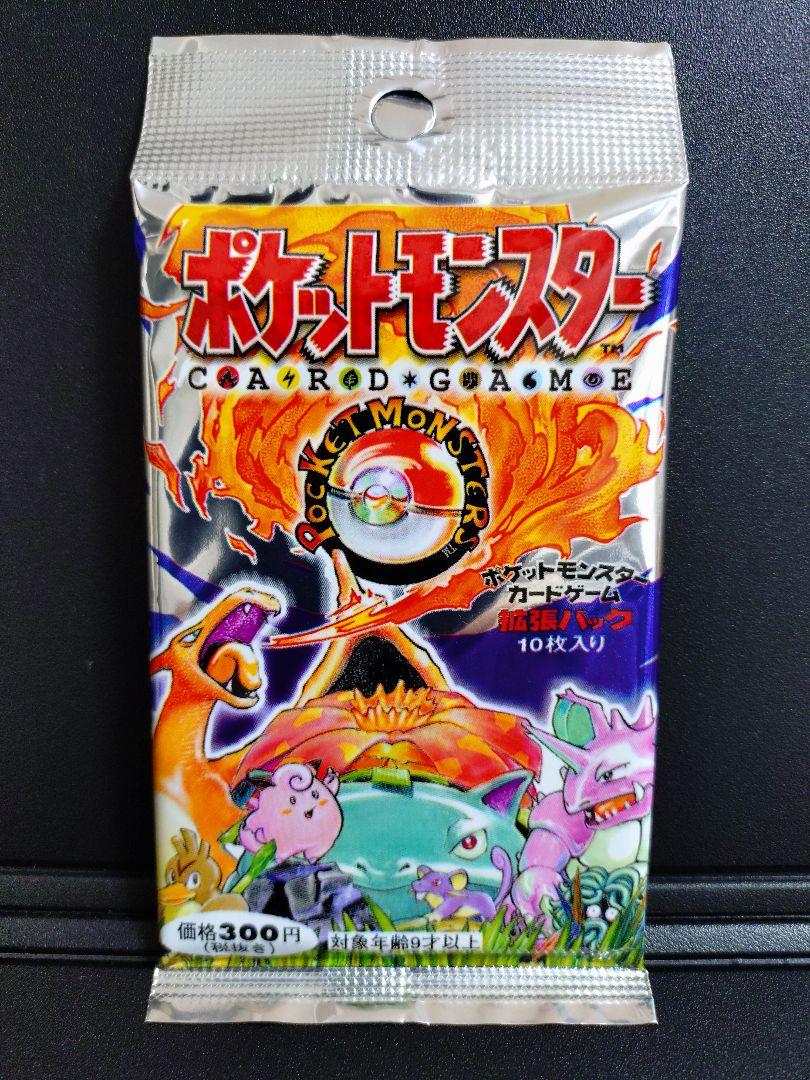 ポケットモンスター
TM
CARD★GAME
POCKET MONSTERS
ポケットモンスター
カードゲーム
拡張パック
10枚入り
価格300円
(税抜き)
対象年齢9才以上